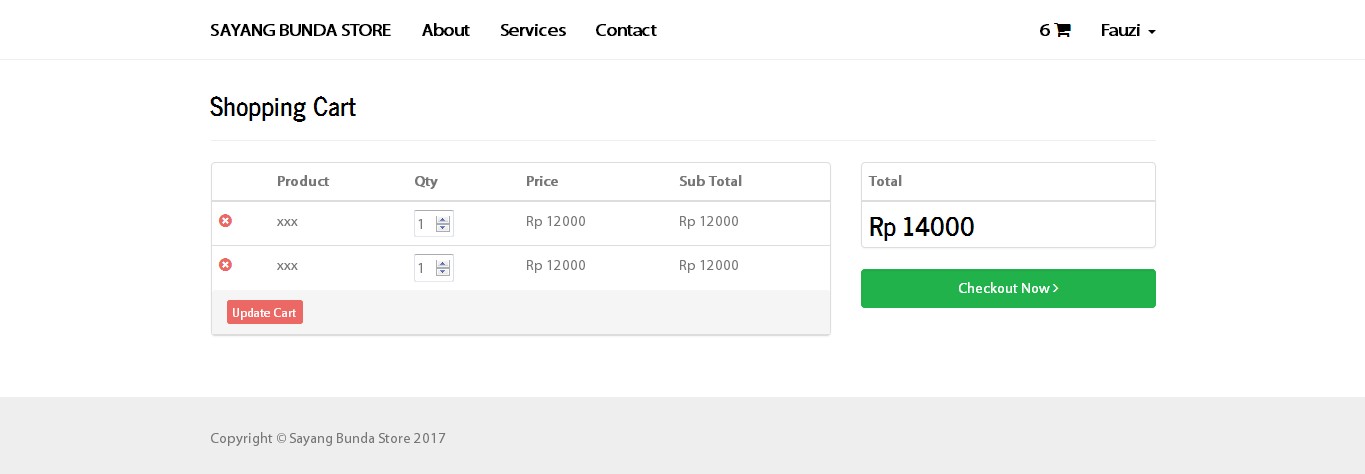 SAYANG BUNDA STORE About Services Contact 6 Fauzi
Shopping Cart
Product Qty Price Sub Total
xxx 1 Rp 12000 Rp 12000
xxx 1 Rp 12000 Rp 12000
Update Cart
Total
Rp 14000
Checkout Now >
Copyright © Sayang Bunda Store 2017